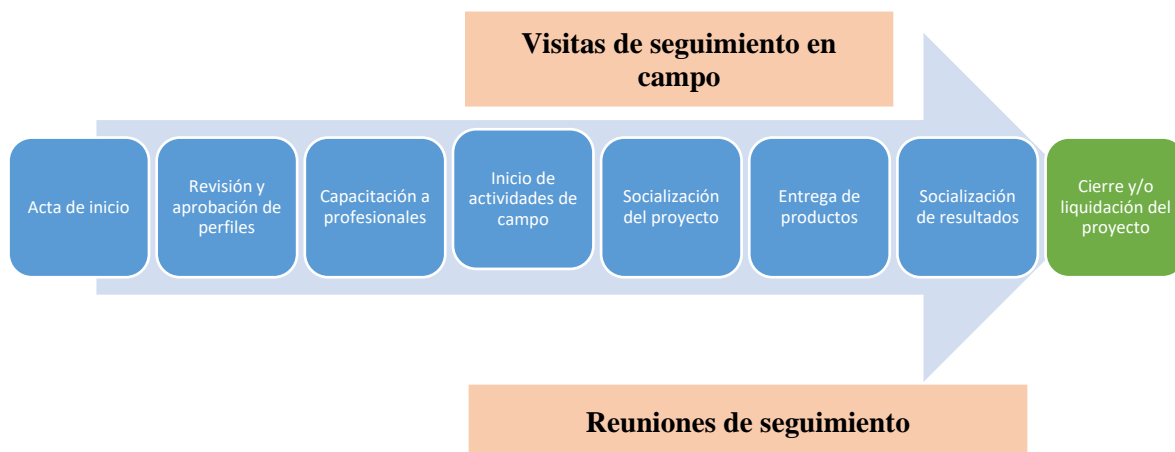 Visitas de seguimiento en
campo
Acta de inicio
Revisión y
aprobación de
perfiles
Capacitación a
profesionales
Inicio de
actividades de
campo
Socialización
del proyecto
Entrega de
productos
Socialización
de resultados
Cierre y/o
liquidación del
proyecto
Reuniones de seguimiento